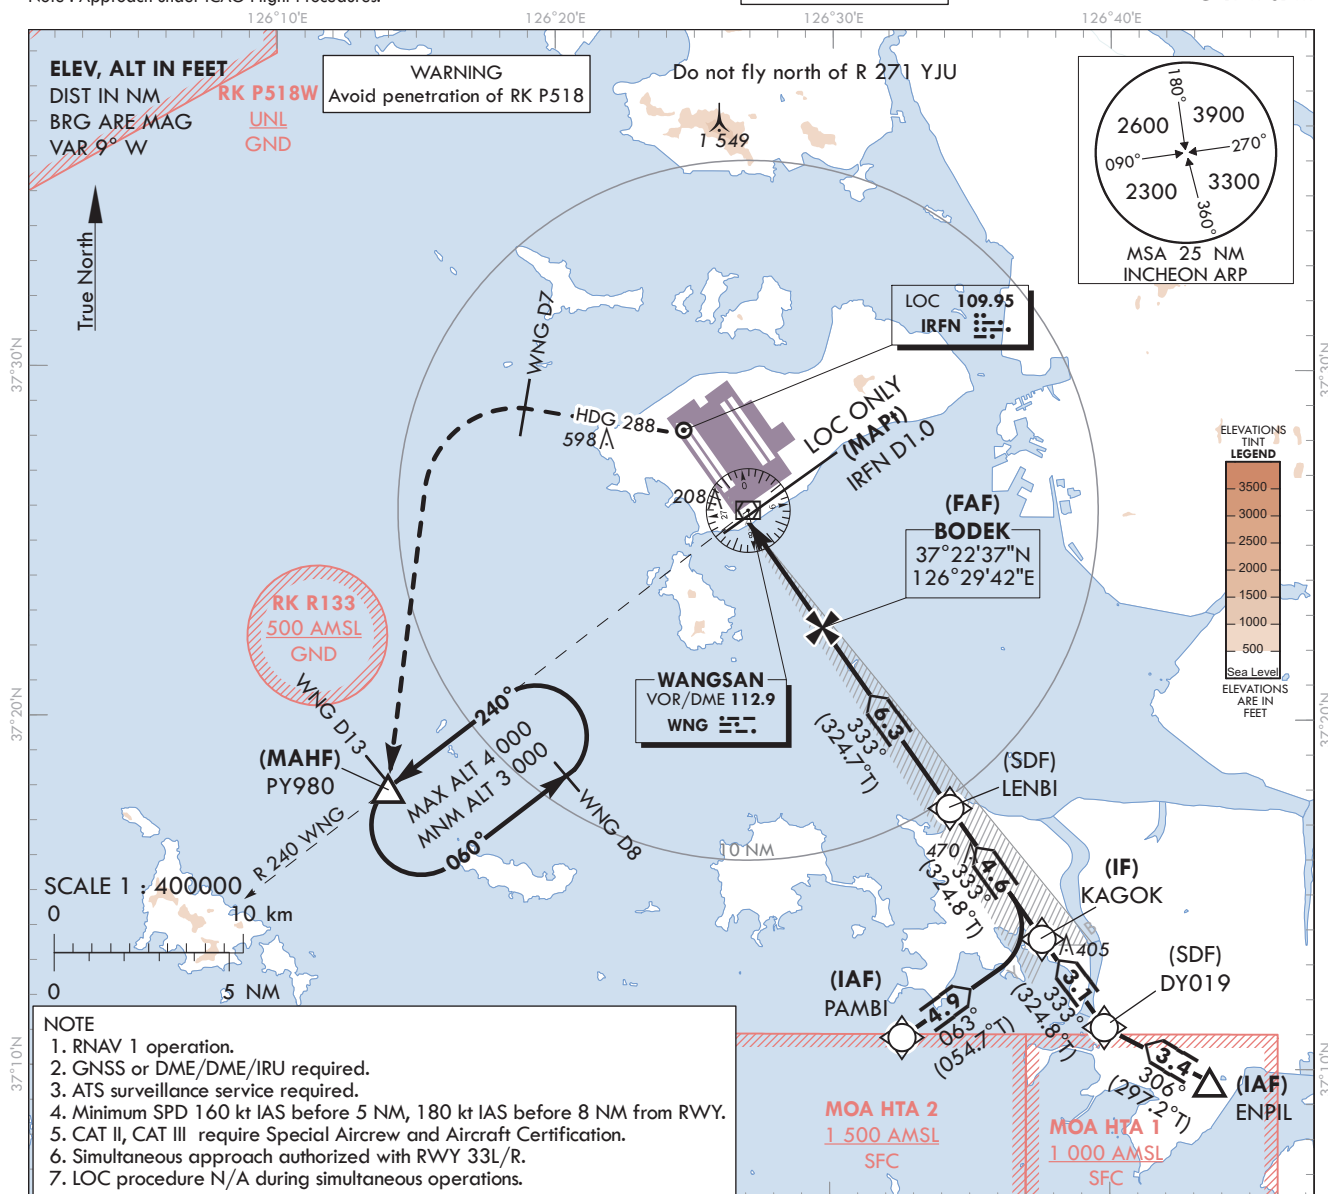 126°10'E
126°20'E
126°30'E
126°40'E
ELEV, ALT IN FEET
DIST IN NM
BRG ARE MAG
VAR 9° W
RK P518W
UNL
GND
WARNING
Avoid penetration of RK P518
Do not fly north of R 271 YJU
1 549
180°
2600
3900
090°
270°
2300
3300
360°
MSA 25 NM
INCHEON ARP
True North
WNG D7
LOC 109.95
IRFN
37°30'N
37°30'N
HDG 288
598
LOC ONLY
(MAPt)
IRFN D1.0
208
0
27
9
ELEVATIONS
TINT
LEGEND
3500
3000
2500
2000
1500
1000
500
Sea Level
ELEVATIONS
ARE IN
FEET
(FAF)
BODEK
37°22'37"N
126°29'42"E
RK R133
500 AMSL
GND
WANGSAN
VOR/DME 112.9
WNG
37°20'N
37°20'N
WNG D13
(MAHF)
PY980
240°
MAX ALT 4 000
MNM ALT 3 000
060°
WNG D8
R 240 WNG
6.3
333°
(324.7°T)
(SDF)
LENBI
10 NM
470
4.6
333°
(324.8°T)
(IF)
KAGOK
405
SCALE 1 : 400000
0
10 km
0
5 NM
(IAF)
PAMBI
4.9
063°
(054.7°T)
3.1
333°
(324.8°T)
(SDF)
DY019
3.4
306°
(297.2°T)
(IAF)
ENPIL
37°10'N
37°10'N
NOTE
1. RNAV 1 operation.
2. GNSS or DME/DME/IRU required.
3. ATS surveillance service required.
4. Minimum SPD 160 kt IAS before 5 NM, 180 kt IAS before 8 NM from RWY.
5. CAT II, CAT III require Special Aircrew and Aircraft Certification.
6. Simultaneous approach authorized with RWY 33L/R.
7. LOC procedure N/A during simultaneous operations.
MOA HTA 2
1 500 AMSL
SFC
MOA HTA 1
1 000 AMSL
SFC